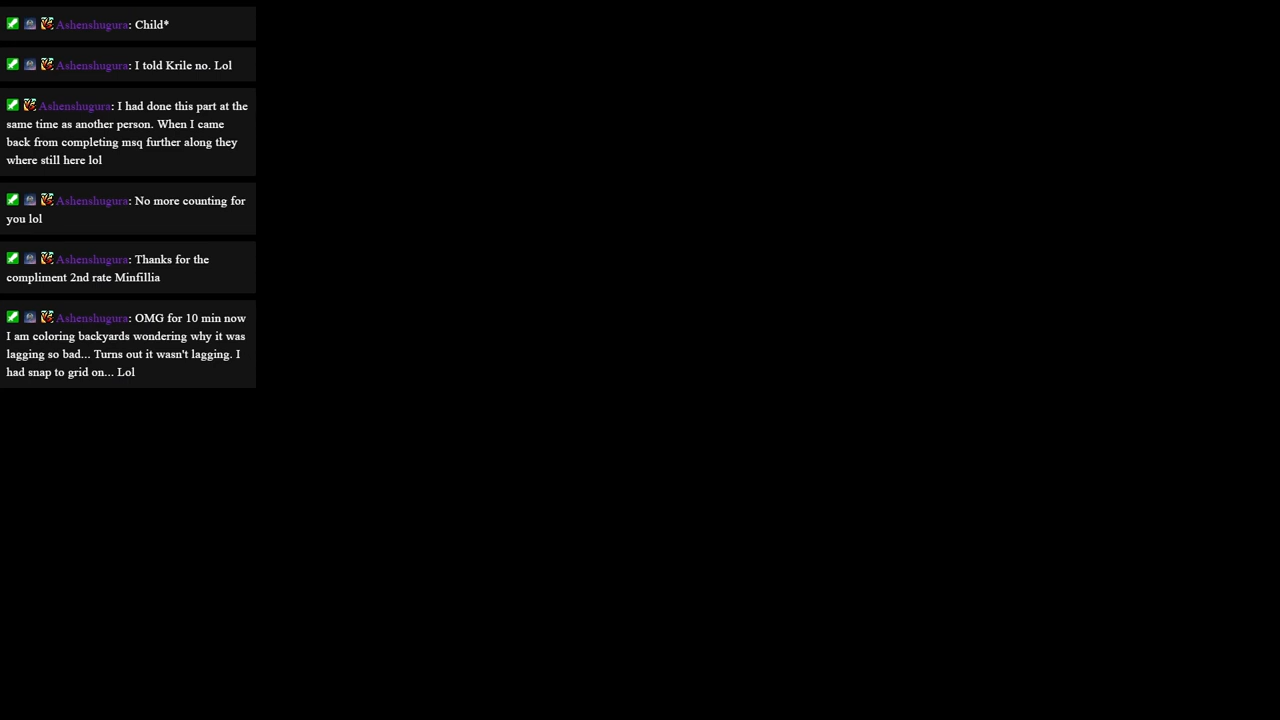 Ashenshugura: Child*
Ashenshugura: I told Krile no. Lol
Ashenshugura: I had done this part at the
same time as another person. When I came
back from completing msq further along they
where still here lol
Ashenshugura: No more counting for
you lol
Ashenshugura: Thanks for the
compliment 2nd rate Minfillia
Ashenshugura: OMG for 10 min now
I am coloring backyards wondering why it was
lagging so bad... Turns out it wasn't lagging. I
had snap to grid on... Lol